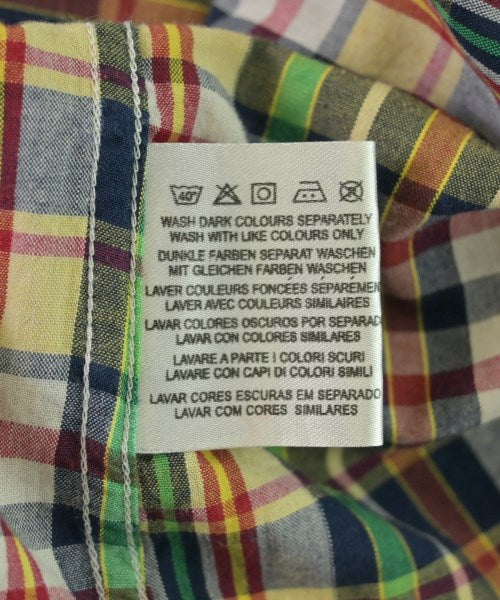 40°
WASH DARK COLOURS SEPARATELY
WASH WITH LIKE COLOURS ONLY
DUNKLE FARBEN SEPARAT WASCHEN
MIT GLEICHEN FARBEN WASCHEN
LAVER COULEURS FONCÉES SÉPARÉMEN
LAVER AVEC COULEURS SIMILAIRES
LAVAR COLORES OSCUROS POR SEPARAD
LAVAR CON COLORES SIMILARES
LAVARE A PARTE I COLORI SCURI
LAVARE CON CAPI DI COLORI SIMILI
LAVAR CORES ESCURAS EM SEPARADO
LAVAR COM CORES SIMILARES